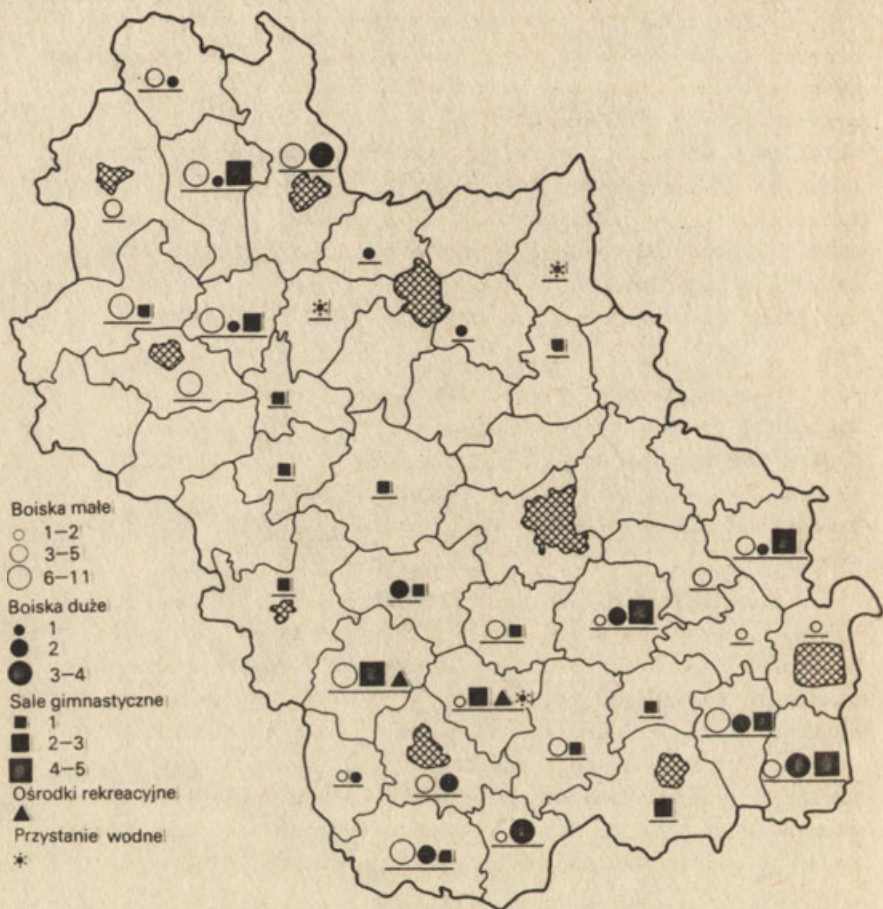 Boiska małe
1–2
3–5
6–11
Boiska duże
1
2
3–4
Sale gimnastyczne
1
2–3
4–5
Ośrodki rekreacyjne
Przystanie wodne